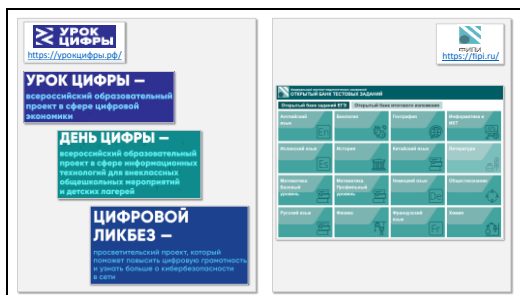 УРОК
ЦИФРЫ
https://урокцифры.рф/
УРОК ЦИФРЫ —
всероссийский образовательный
проект в сфере цифровой
экономики
ДЕНЬ ЦИФРЫ —
всероссийский образовательный
проект в сфере информационных
технологий для внеклассных
общешкольных мероприятий
и детских лагерей
ЦИФРОВОЙ
ЛИКБЕЗ —
просветительский проект, который
поможет повысить цифровую грамотность
и узнать больше о кибербезопасности
в сети
ФИПИ
https://fipi.ru/
ОТКРЫТЫЙ БАНК ТЕСТОВЫХ ЗАДАНИЙ
Открытый банк заданий ЕГЭ
Открытый банк итогового изложения
Английский язык
Биология
География
Информатика и ИКТ
Испанский язык
История
Китайский язык
Литература
Математика Базовый уровень
Математика Профильный уровень
Немецкий язык
Обществознание
Русский язык
Физика
Французский язык
Химия